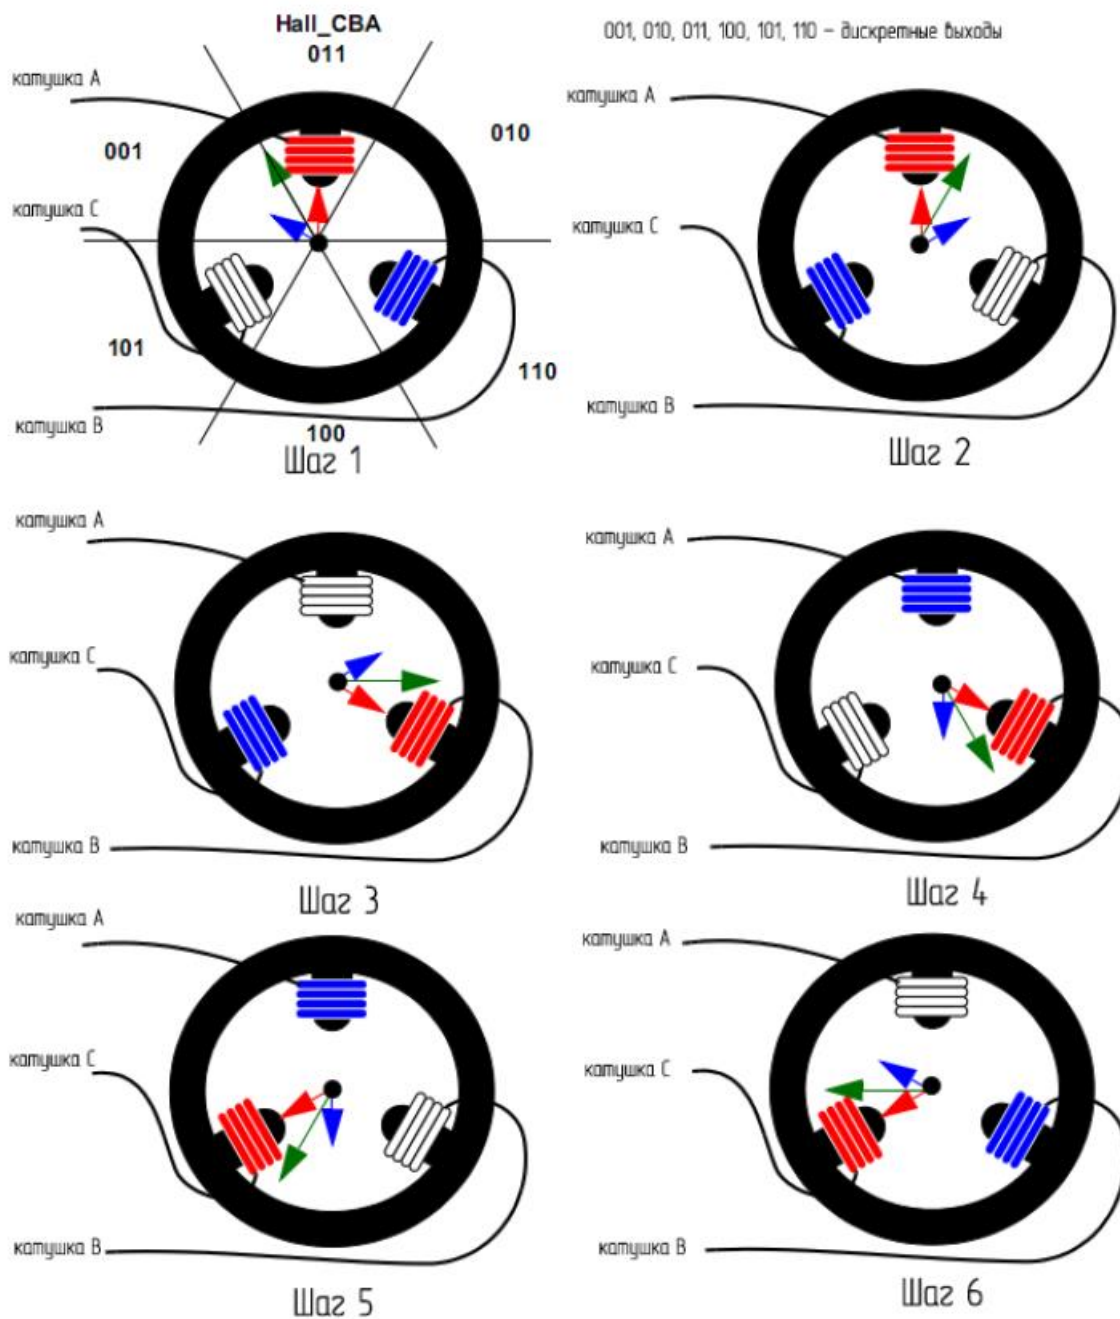 Hall_CBA
001, 010, 011, 100, 101, 110 – дискретные выходы
011
катушка А
катушка А
010
001
катушка С
катушка С
101
110
катушка В
катушка В
100
Шаг 1
Шаг 2
катушка А
катушка А
катушка С
катушка С
катушка В
катушка В
Шаг 3
Шаг 4
катушка А
катушка А
катушка С
катушка С
катушка В
катушка В
Шаг 5
Шаг 6